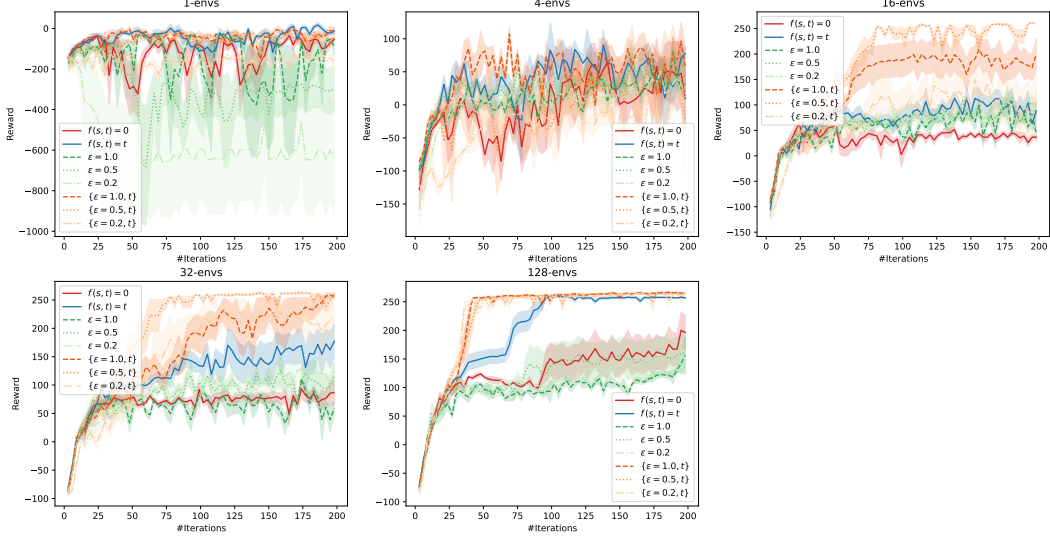 1-envs
Reward
0
−200
−400
−600
−800
−1000
f(s, t) = 0
f(s, t) = t
ε = 1.0
ε = 0.5
ε = 0.2
{ε = 1.0, t}
{ε = 0.5, t}
{ε = 0.2, t}
0 25 50 75 100 125 150 175 200
#Iterations
4-envs
Reward
100
50
0
−50
−100
−150
f(s, t) = 0
f(s, t) = t
ε = 1.0
ε = 0.5
ε = 0.2
{ε = 1.0, t}
{ε = 0.5, t}
{ε = 0.2, t}
0 25 50 75 100 125 150 175 200
#Iterations
16-envs
Reward
250
200
150
100
50
0
−50
−100
−150
f(s, t) = 0
f(s, t) = t
ε = 1.0
ε = 0.5
ε = 0.2
{ε = 1.0, t}
{ε = 0.5, t}
{ε = 0.2, t}
0 25 50 75 100 125 150 175 200
#Iterations
32-envs
Reward
250
200
150
100
50
0
−50
−100
f(s, t) = 0
f(s, t) = t
ε = 1.0
ε = 0.5
ε = 0.2
{ε = 1.0, t}
{ε = 0.5, t}
{ε = 0.2, t}
0 25 50 75 100 125 150 175 200
#Iterations
128-envs
Reward
250
200
150
100
50
0
−50
−100
f(s, t) = 0
f(s, t) = t
ε = 1.0
ε = 0.5
ε = 0.2
{ε = 1.0, t}
{ε = 0.5, t}
{ε = 0.2, t}
0 25 50 75 100 125 150 175 200
#Iterations